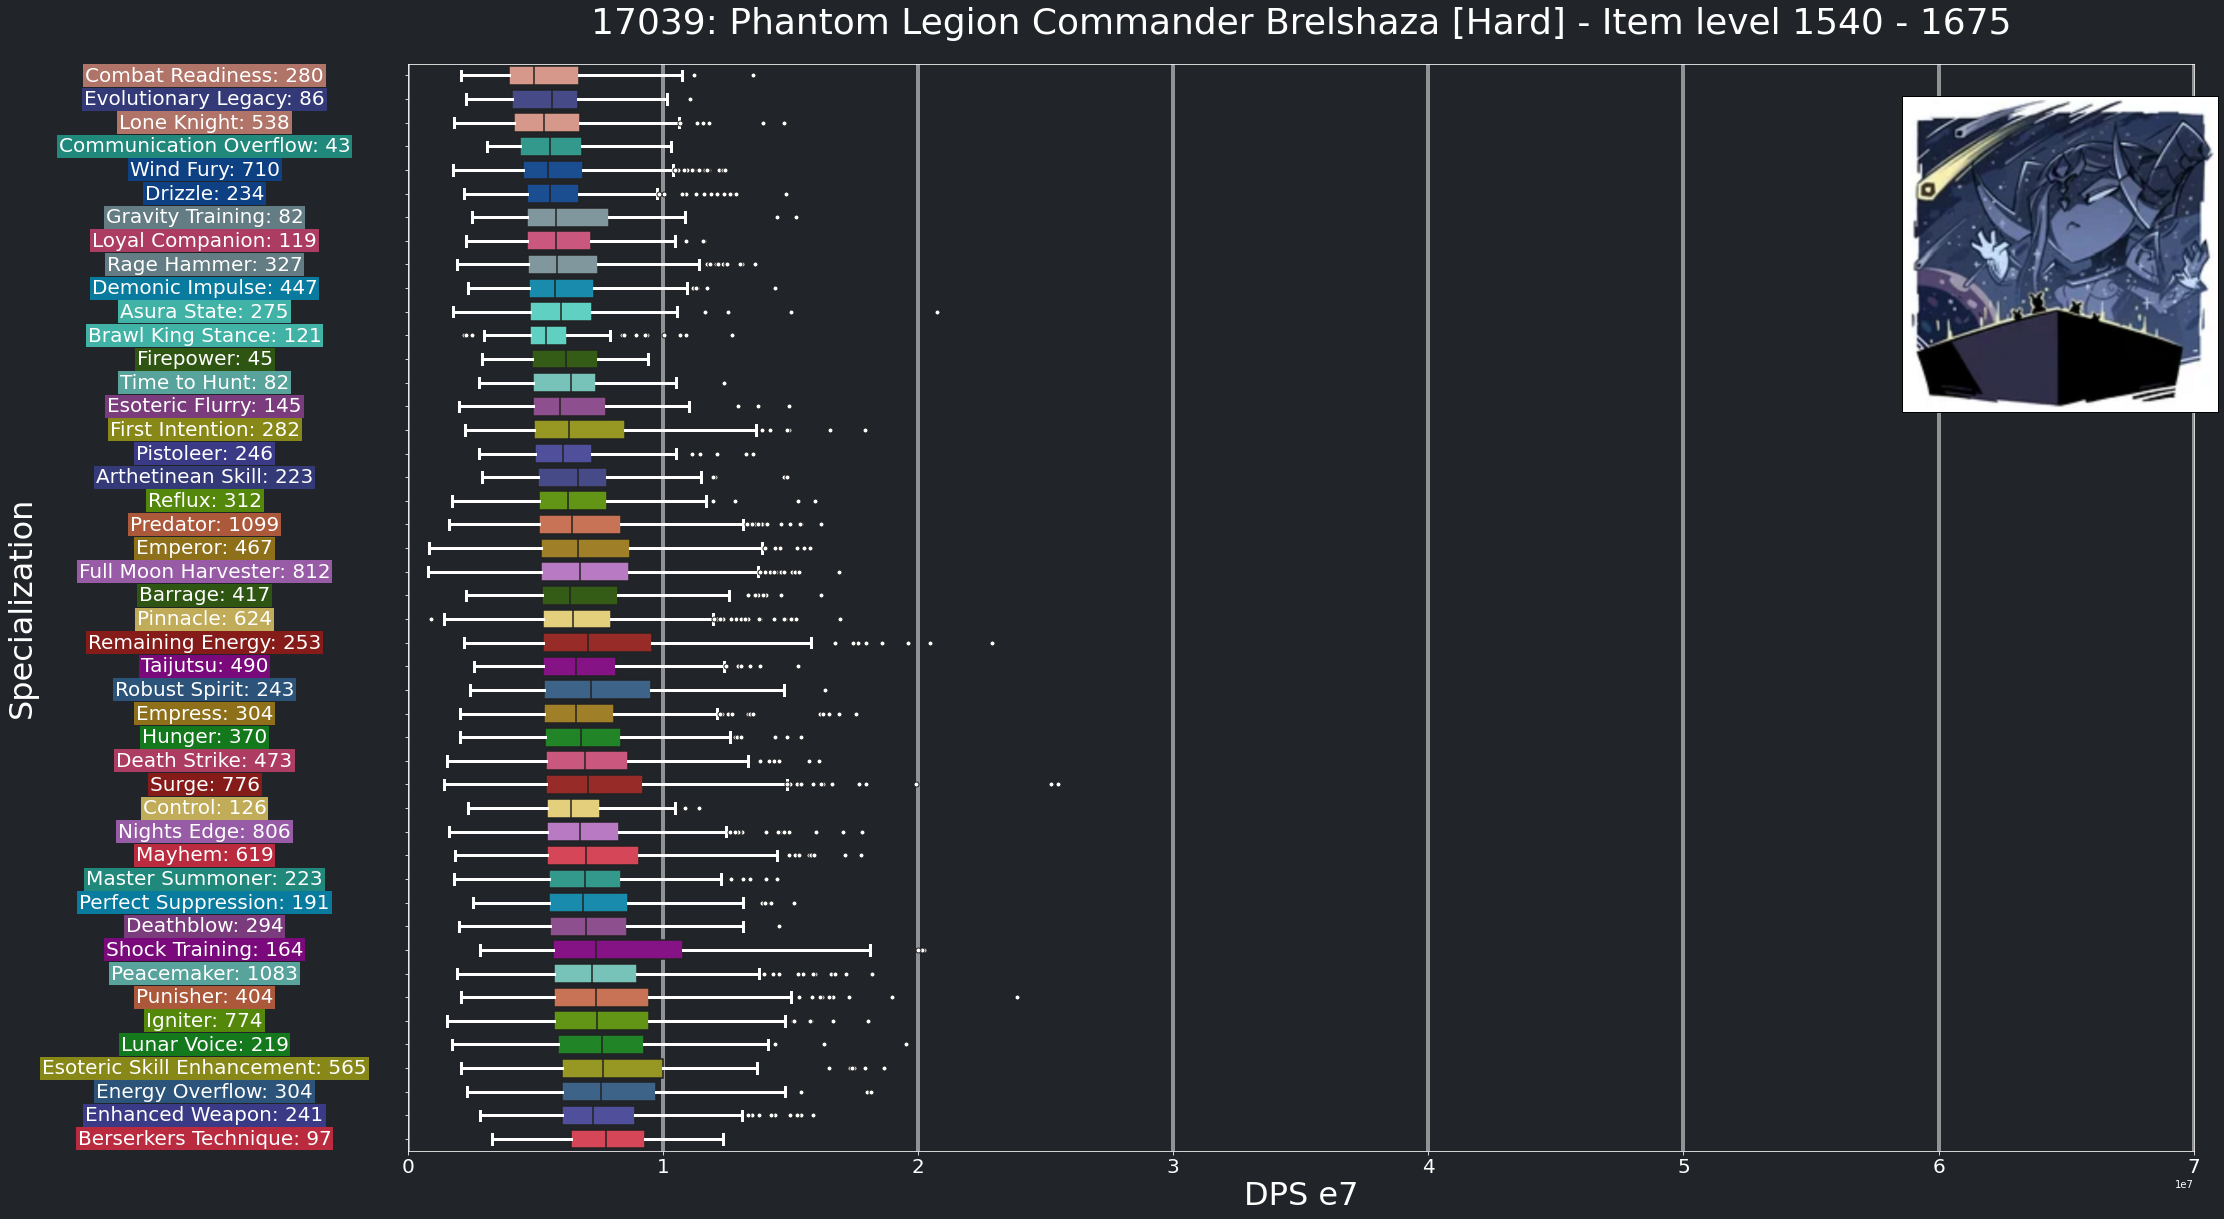 17039: Phantom Legion Commander Brelshaza [Hard] - Item level 1540 - 1675
Specialization
Combat Readiness: 280
Evolutionary Legacy: 86
Lone Knight: 538
Communication Overflow: 43
Wind Fury: 710
Drizzle: 234
Gravity Training: 82
Loyal Companion: 119
Rage Hammer: 327
Demonic Impulse: 447
Asura State: 275
Brawl King Stance: 121
Firepower: 45
Time to Hunt: 82
Esoteric Flurry: 145
First Intention: 282
Pistoleer: 246
Arthetinean Skill: 223
Reflux: 312
Predator: 1099
Emperor: 467
Full Moon Harvester: 812
Barrage: 417
Pinnacle: 624
Remaining Energy: 253
Taijutsu: 490
Robust Spirit: 243
Empress: 304
Hunger: 370
Death Strike: 473
Surge: 776
Control: 126
Nights Edge: 806
Mayhem: 619
Master Summoner: 223
Perfect Suppression: 191
Deathblow: 294
Shock Training: 164
Peacemaker: 1083
Punisher: 404
Igniter: 774
Lunar Voice: 219
Esoteric Skill Enhancement: 565
Energy Overflow: 304
Enhanced Weapon: 241
Berserkers Technique: 97
0 1 2 3 4 5 6 7
1e7
DPS e7